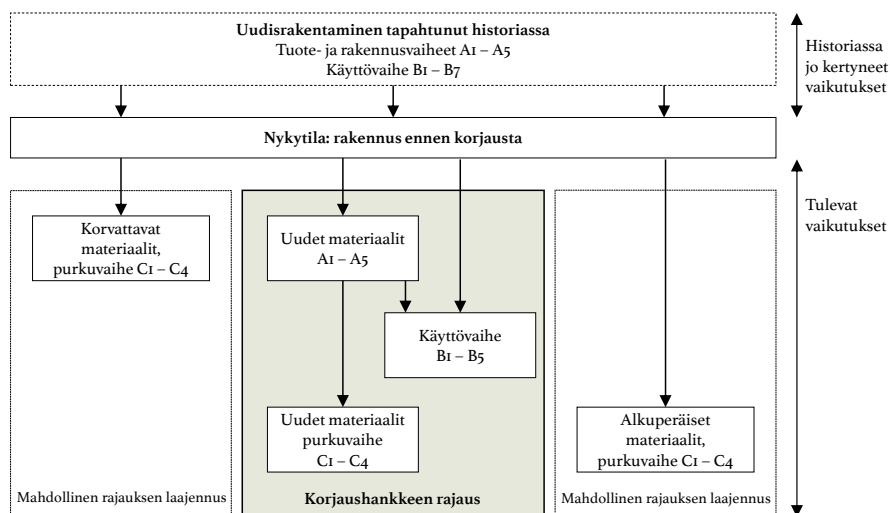 Uudisrakentaminen tapahtunut historiassa
Tuote- ja rakennusvaiheet A1 – A5
Käyttövaihe B1 – B7
Historiassa
jo kertyneet
vaikutukset
Nykytila: rakennus ennen korjausta
Tulevat
vaikutukset
Korvattavat
materiaalit,
purkuvaihe C1 – C4
Uudet materiaalit
A1 – A5
Käyttövaihe
B1 – B5
Uudet materiaalit
purkuvaihe
C1 – C4
Alkuperäiset
materiaalit,
purkuvaihe C1 – C4
Mahdollinen rajauksen laajennus
Korjaushankkeen rajaus
Mahdollinen rajauksen laajennus